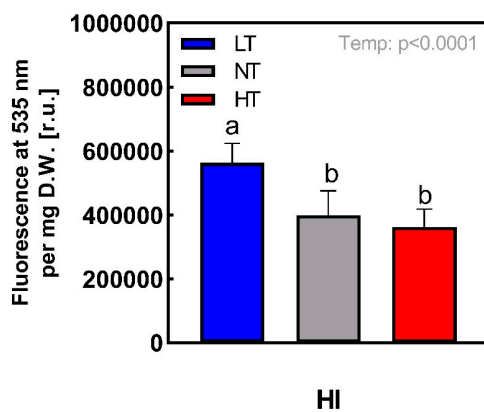 Fluorescence at 535 nm
per mg D.W. [r.u.]
1000000
800000
600000
400000
200000
0
LT
NT
HT
Temp: p<0.0001
a
b
b
HI